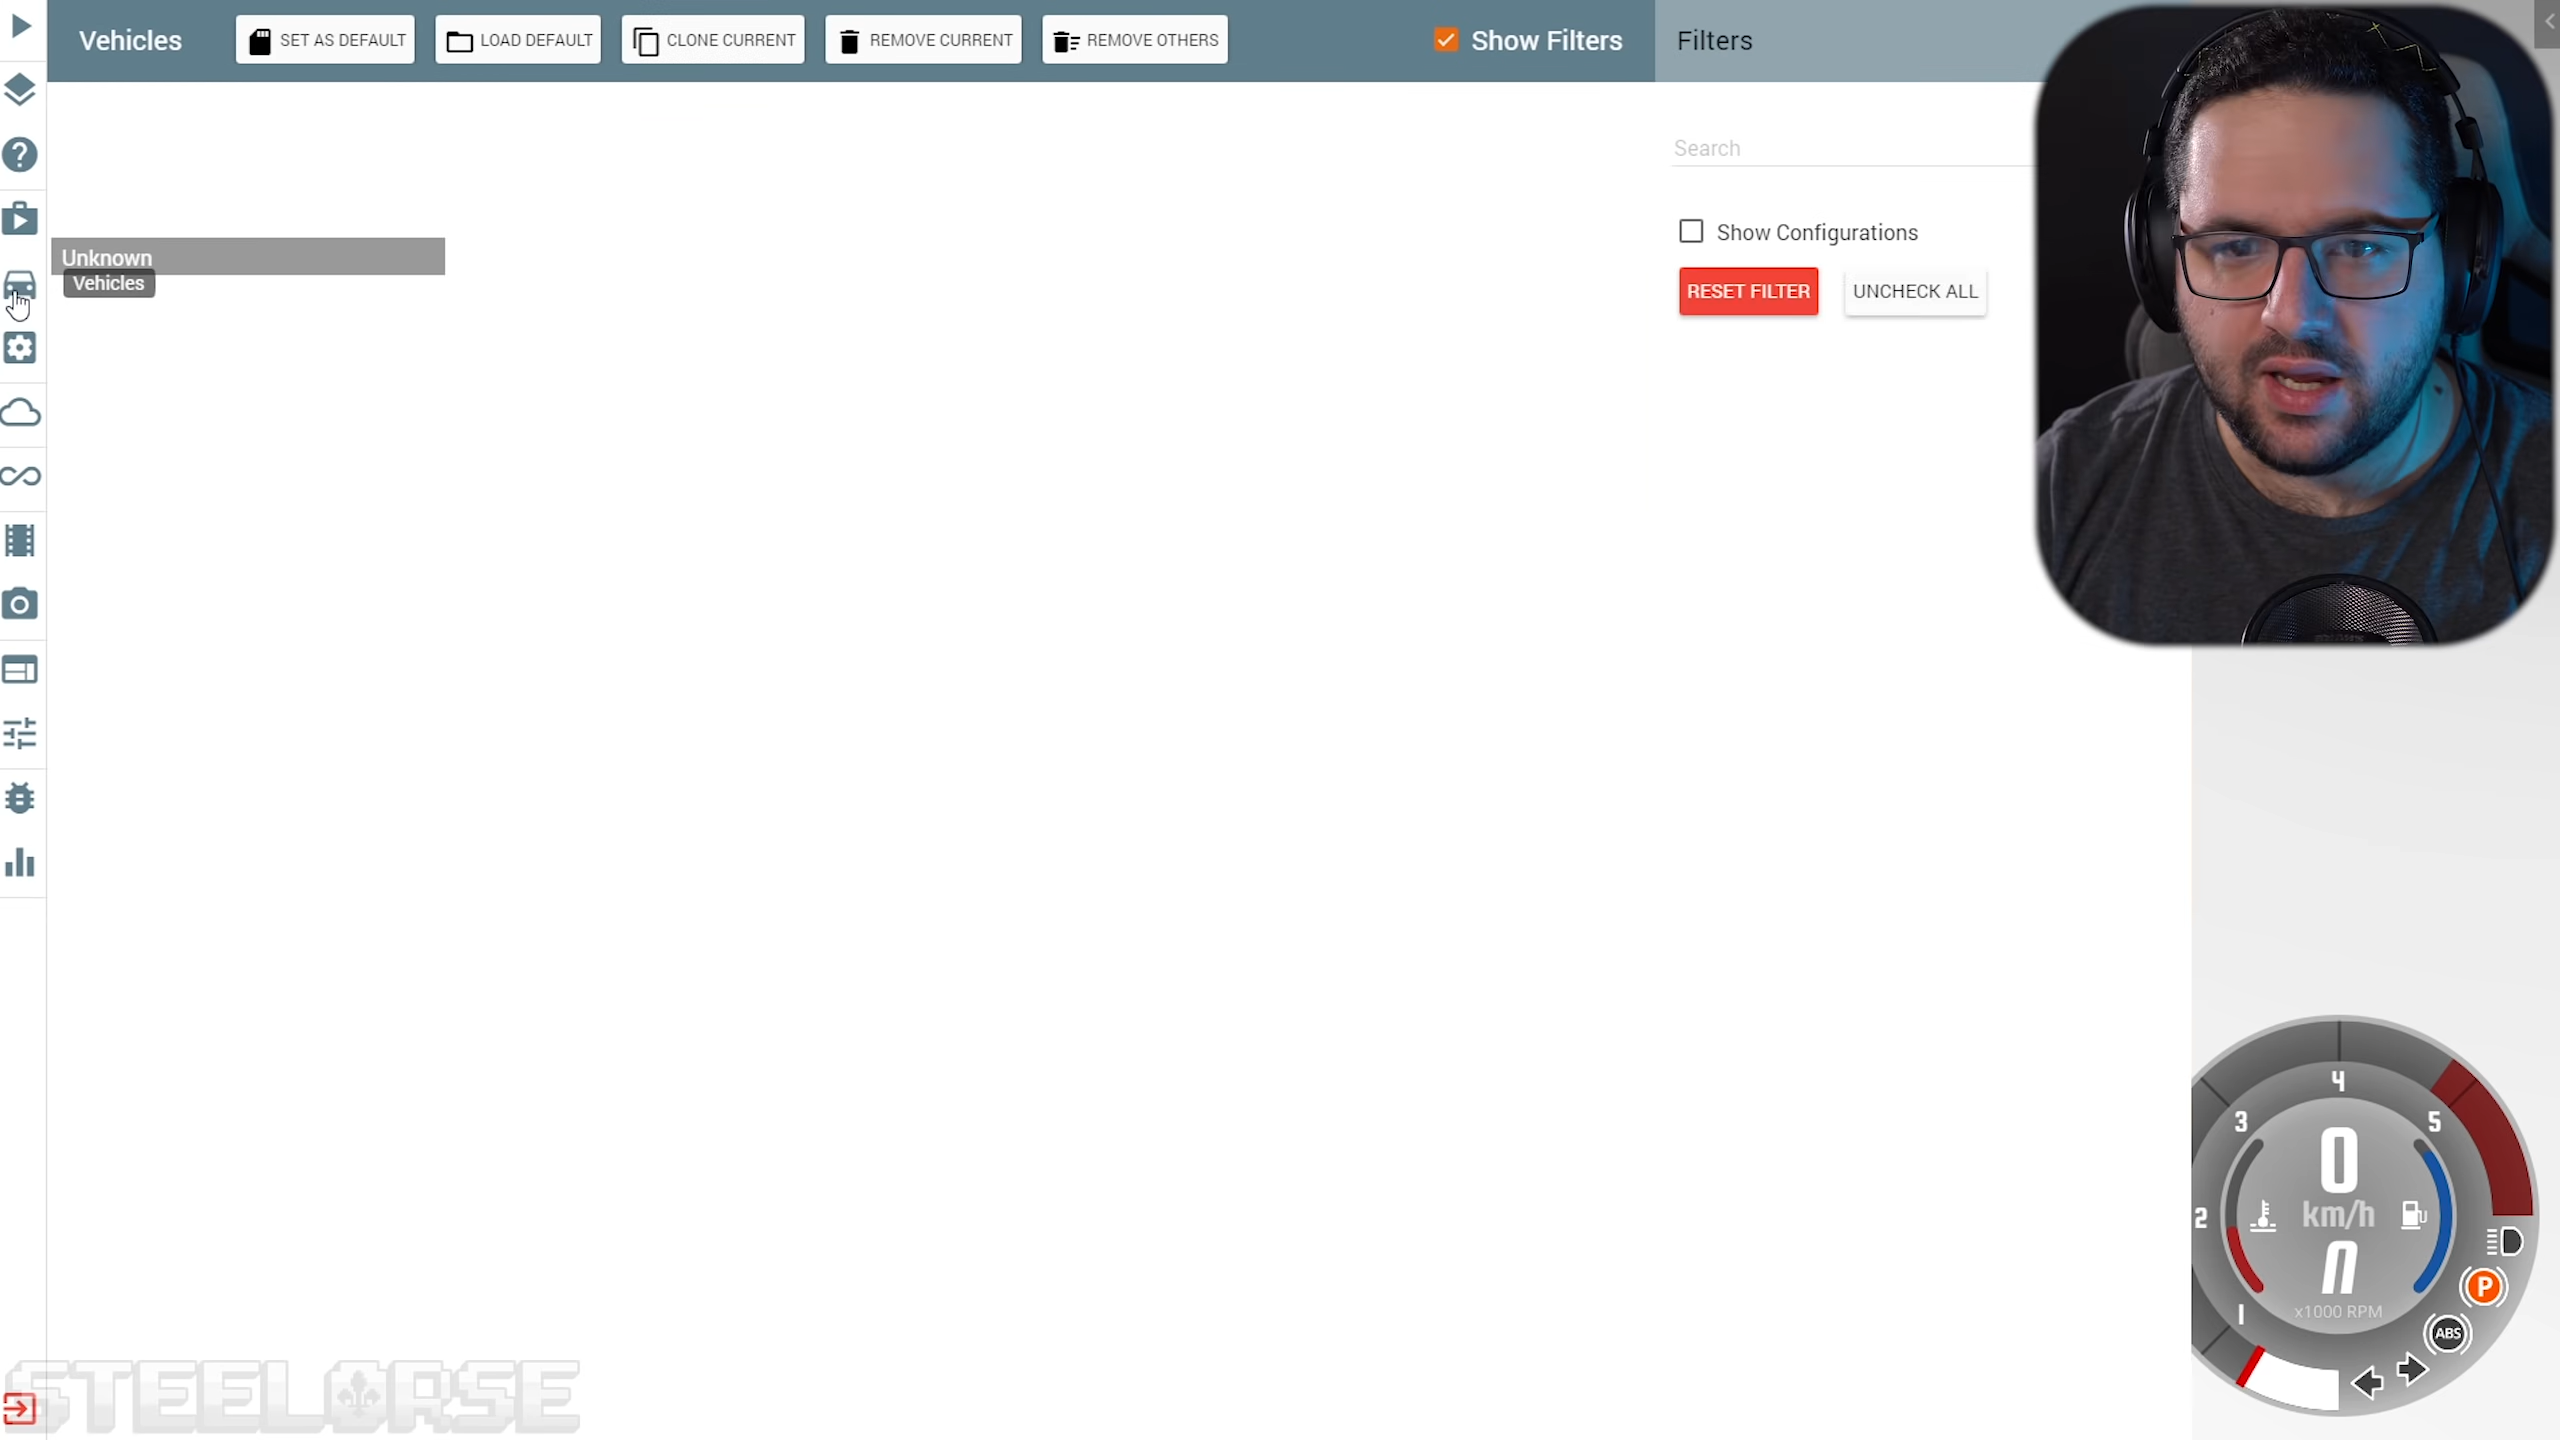 Vehicles
SET AS DEFAULT
LOAD DEFAULT
CLONE CURRENT
REMOVE CURRENT
REMOVE OTHERS
Show Filters
Filters
Search
Show Configurations
RESET FILTER
UNCHECK ALL
Unknown
Vehicles
4
3
5
0
2
km/h
n
1
x1000 RPM
P
ABS
STEELORSE